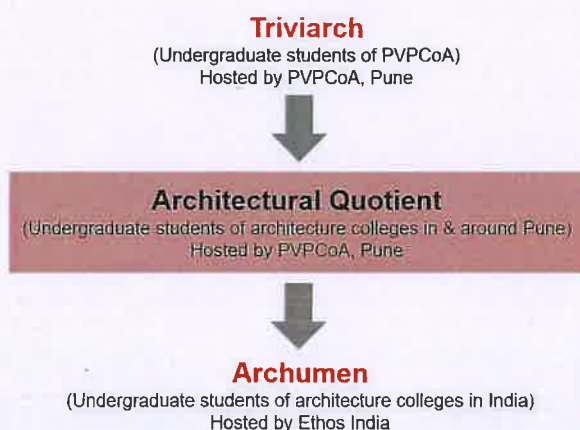 Triviarch
(Undergraduate students of PVPCoA)
Hosted by PVPCoA, Pune
Architectural Quotient
(Undergraduate students of architecture colleges in & around Pune)
Hosted by PVPCoA, Pune
Archumen
(Undergraduate students of architecture colleges in India)
Hosted by Ethos India